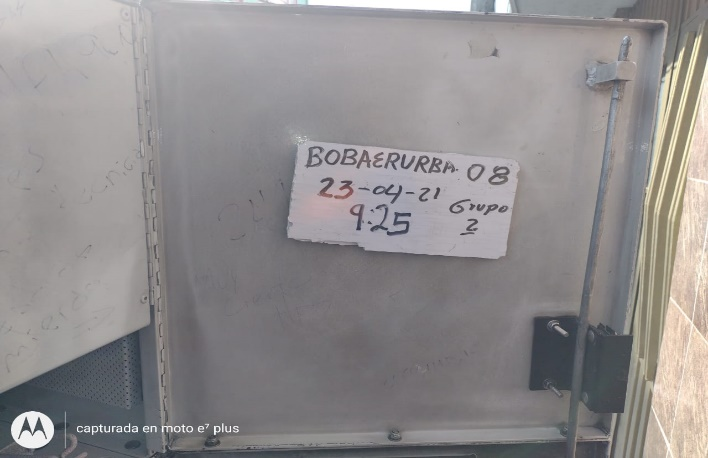 BOBAERURBA 08
23-04-21 Grupo 2
9:25
capturada en moto e⁷ plus